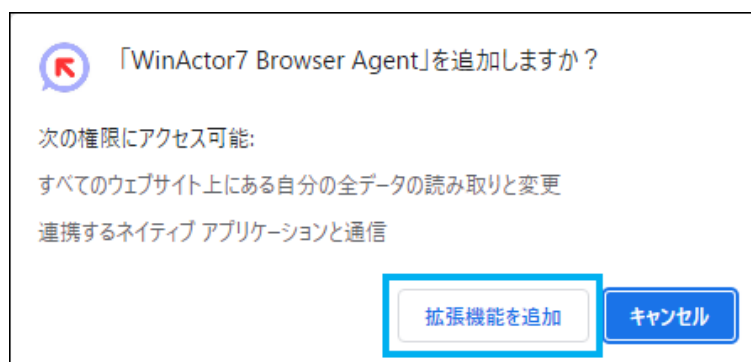 「WinActor7 Browser Agent」を追加しますか？
次の権限にアクセス可能:
すべてのウェブサイト上にある自分の全データの読み取りと変更
連携するネイティブ アプリケーションと通信
拡張機能を追加
キャンセル